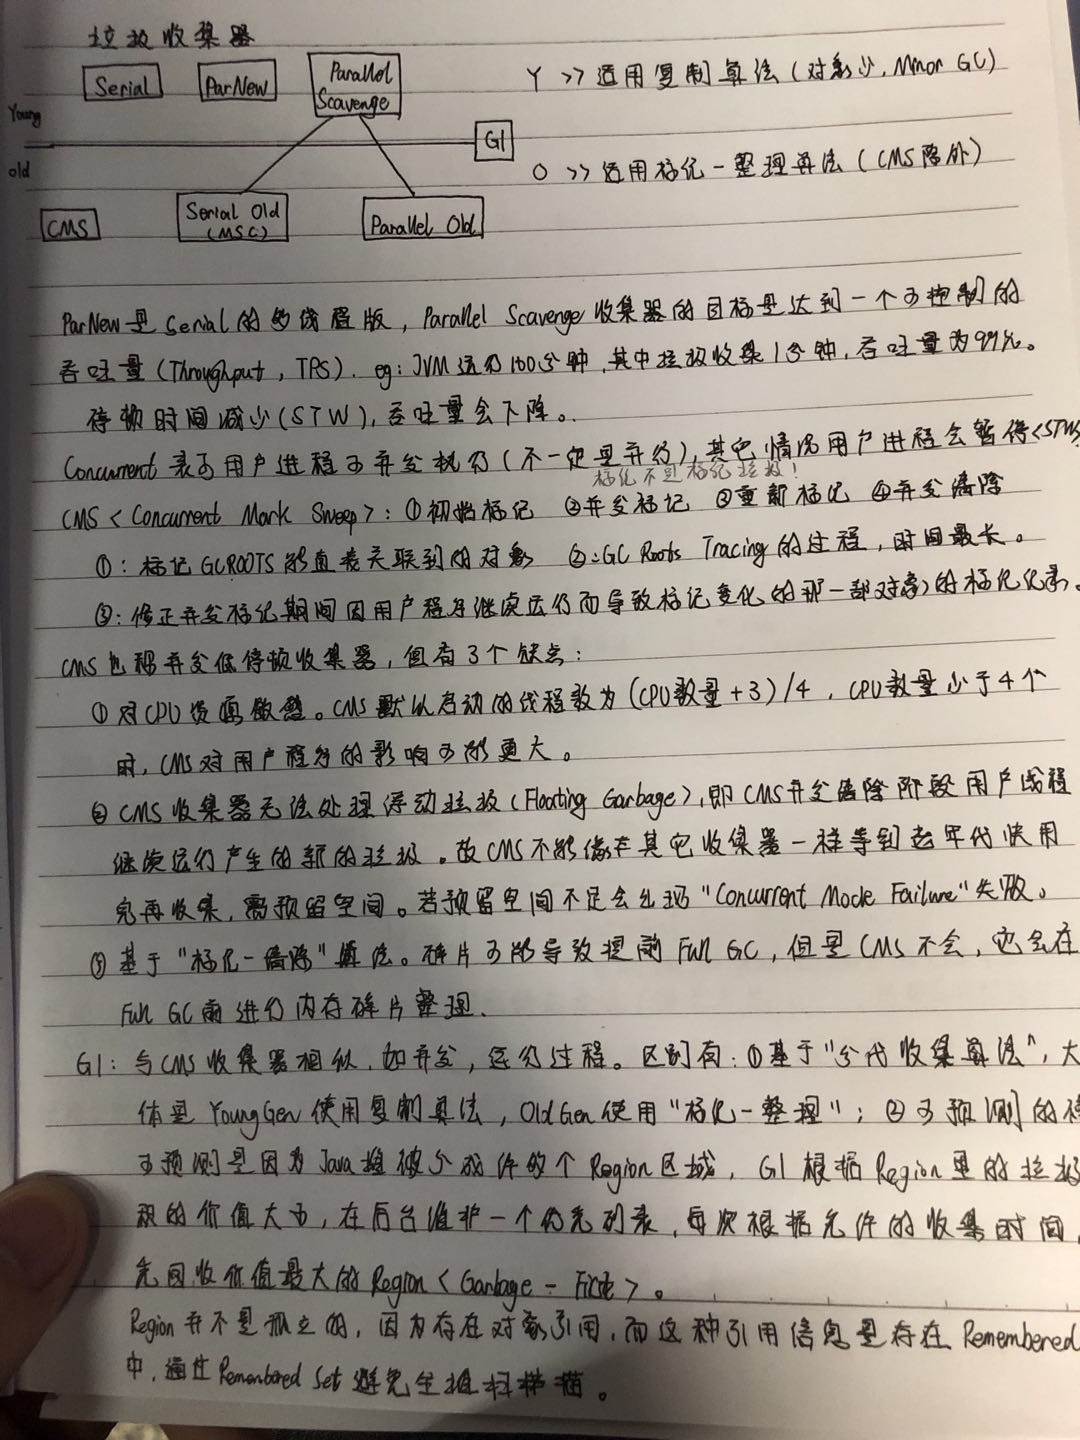 垃圾收集器
Serial
ParNew
Parallel
Scavenge
Y >> 适用复制算法(对象少, Minor GC)
Young
G1
old
O >> 适用标记-整理算法(CMS除外)
CMS
Serial Old
(MSC)
Parallel Old
ParNew是Serial的多线程版, Parallel Scavenge收集器的目标是达到一个可控制的
吞吐量(Throughput, TPS). eg: JVM运行100分钟,其中垃圾收集1分钟,吞吐量为99%。
停顿时间减少(STW),吞吐量会下降。
Concurrent表示用户进程可并发执行(不一定是并行),其它情况用户进程会暂停<STW>
标记不是标记垃圾!
CMS<Concurrent Mark Sweep>: ①初始标记 ②并发标记 ③重新标记 ④并发清除
①: 标记GCROOTS能直接关联到的对象 ②:GC Roots Tracing的过程,时间最长。
③: 修正并发标记期间因用户程序继续运行而导致标记变化的那一部分对象的标记记录。
CMS也称并发低停顿收集器,但有3个缺点:
①对CPU资源敏感。CMS默认启动的线程数为(CPU数量+3)/4, CPU数量少于4个
时, CMS对用户程序的影响可能更大。
②CMS收集器无法处理浮动垃圾(Floating Garbage),即CMS并发清除阶段用户线程
继续运行产生的新的垃圾。故CMS不能像在其它收集器一样等到老年代快用
完再收集,需预留空间。若预留空间不足会出现"Concurrent Mode Failure"失败。
③基于"标记-清除"算法。碎片可能导致提前Full GC,但是CMS不会,它会在
Full GC前进行内存碎片整理.
G1: 与CMS收集器相似,如并发,运行过程。区别有:①基于"分代收集算法",大
体是YoungGen使用复制算法,OldGen使用"标记-整理"; ②可预测的停
可预测是因为Java堆被分成许多个Region区域, G1根据Region里的垃圾
积的价值大小,在后台维护一个优先列表,每次根据允许的收集时间,
先回收价值最大的Region<Garbage-First>。
Region并不是孤立的,因为存在对象引用,而这种引用信息是存在Remembered
中,通过Remembered Set避免全堆扫描。